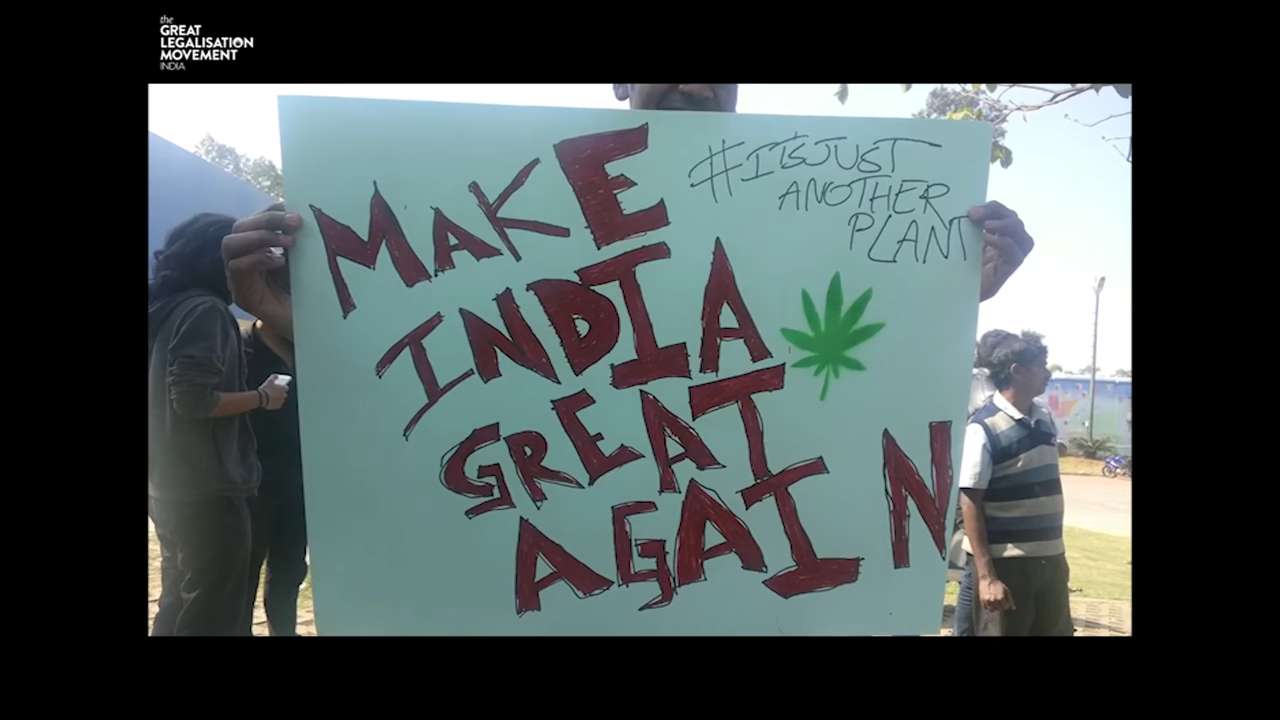 the
GREAT
LEGALISATION
MOVEMENT
INDIA
MAKE
INDIA
GREAT
AGAIN
#ITSJUST
ANOTHER
PLANT